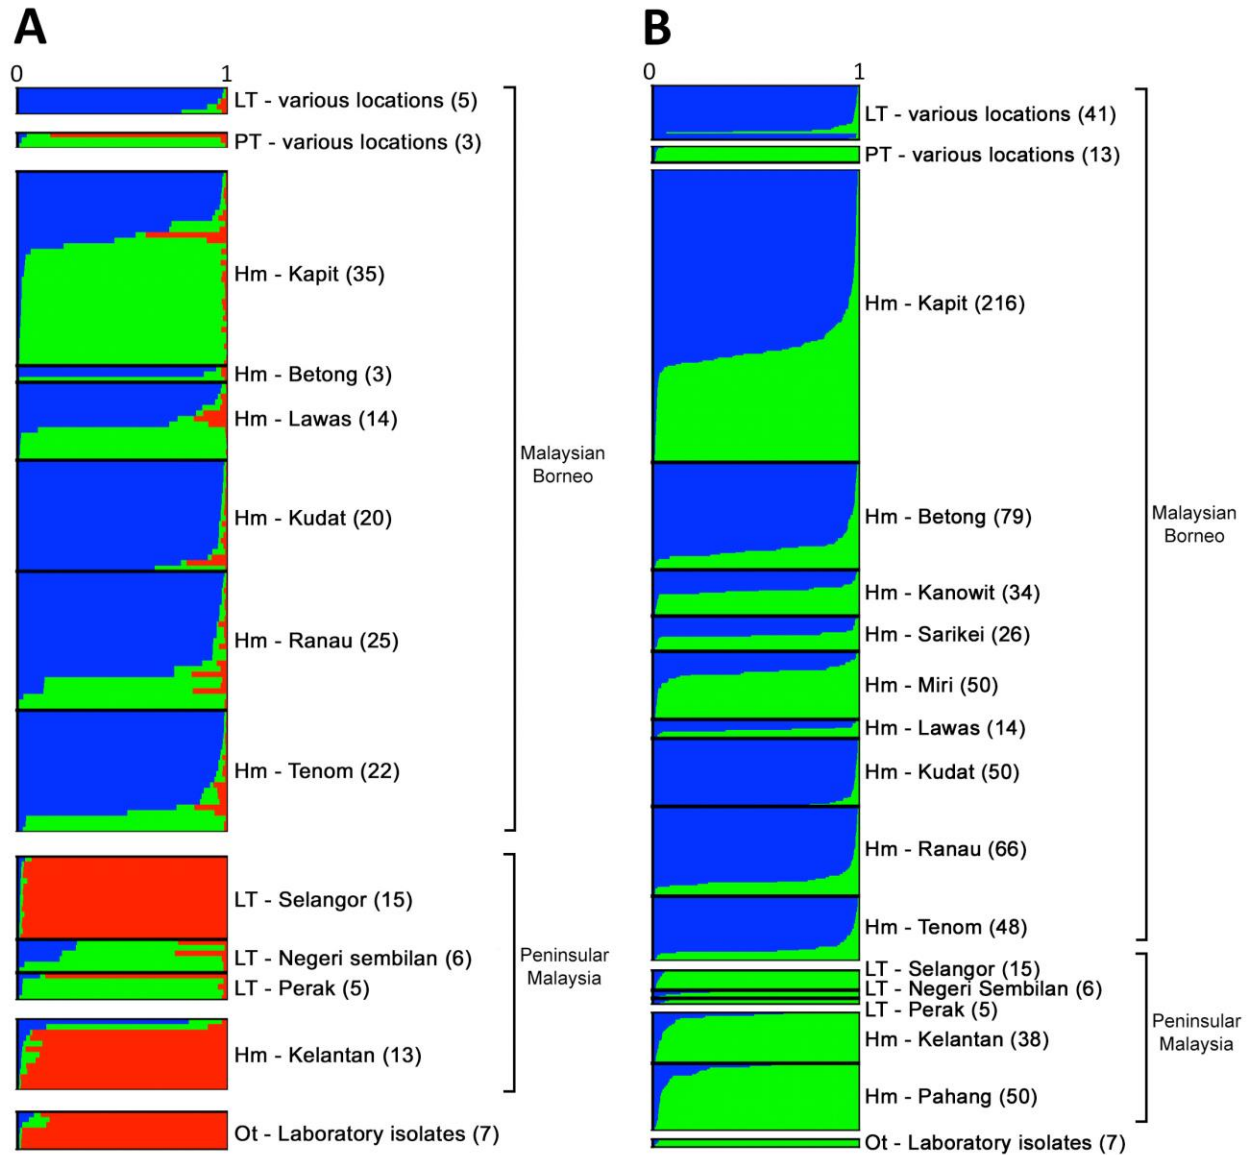 A
0 1
LT - various locations (5)
PT - various locations (3)
Hm - Kapit (35)
Hm - Betong (3)
Hm - Lawas (14)
Malaysian
Borneo
Hm - Kudat (20)
Hm - Ranau (25)
Hm - Tenom (22)
LT - Selangor (15)
LT - Negeri sembilan (6)
Peninsular
Malaysia
LT - Perak (5)
Hm - Kelantan (13)
Ot - Laboratory isolates (7)
B
0 1
LT - various locations (41)
PT - various locations (13)
Hm - Kapit (216)
Hm - Betong (79)
Malaysian
Borneo
Hm - Kanowit (34)
Hm - Sarikei (26)
Hm - Miri (50)
Hm - Lawas (14)
Hm - Kudat (50)
Hm - Ranau (66)
Hm - Tenom (48)
LT - Selangor (15)
LT - Negeri Sembilan (6)
LT - Perak (5)
Peninsular
Malaysia
Hm - Kelantan (38)
Hm - Pahang (50)
Ot - Laboratory isolates (7)